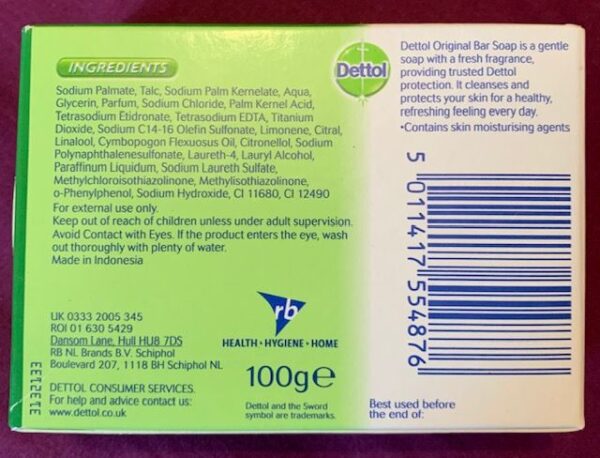 INGREDIENTS
Sodium Palmate, Talc, Sodium Palm Kernelate, Aqua,
Glycerin, Parfum, Sodium Chloride, Palm Kernel Acid,
Tetrasodium Etidronate, Tetrasodium EDTA, Titanium
Dioxide, Sodium C14-16 Olefin Sulfonate, Limonene, Citral,
Linalool, Cymbopogon Flexuosus Oil, Citronellol, Sodium
Polynaphthalenesulfonate, Laureth-4, Lauryl Alcohol,
Paraffinum Liquidum, Sodium Laureth Sulfate,
Methylchloroisothiazolinone, Methylisothiazolinone,
o-Phenylphenol, Sodium Hydroxide, CI 11680, CI 12490
For external use only.
Keep out of reach of children unless under adult supervision.
Avoid Contact with Eyes. If the product enters the eye, wash
out thoroughly with plenty of water.
Made in Indonesia
UK 0333 2005 345
ROI 01 630 5429
Dansom Lane, Hull HU8 7DS
RB NL Brands B.V. Schiphol
Boulevard 207, 1118 BH Schiphol NL
DETTOL CONSUMER SERVICES.
For help and advice contact us:
www.dettol.co.uk
3132133
rb
HEALTH • HYGIENE • HOME
100g℮
Dettol and the Sword
symbol are trademarks.
Dettol
Dettol Original Bar Soap is a gentle
soap with a fresh fragrance,
providing trusted Dettol
protection. It cleanses and
protects your skin for a healthy,
refreshing feeling every day.
•Contains skin moisturising agents
5 011417 554876
Best used before
the end of: